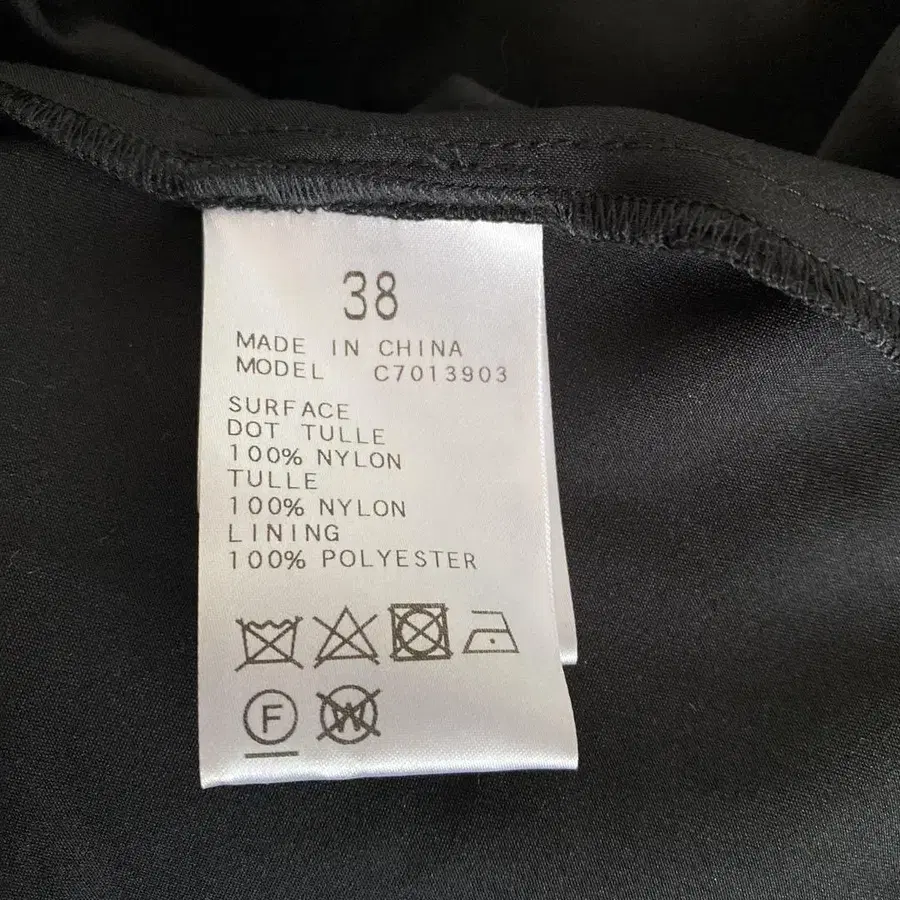 38
MADE IN CHINA
MODEL C7013903
SURFACE
DOT TULLE
100% NYLON
TULLE
100% NYLON
LINING
100% POLYESTER
F
W